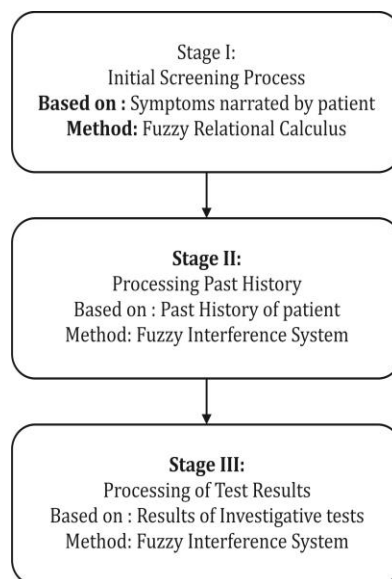 Stage I:
Initial Screening Process
Based on : Symptoms narrated by patient
Method: Fuzzy Relational Calculus
Stage II:
Processing Past History
Based on : Past History of patient
Method: Fuzzy Interference System
Stage III:
Processing of Test Results
Based on : Results of Investigative tests
Method: Fuzzy Interference System